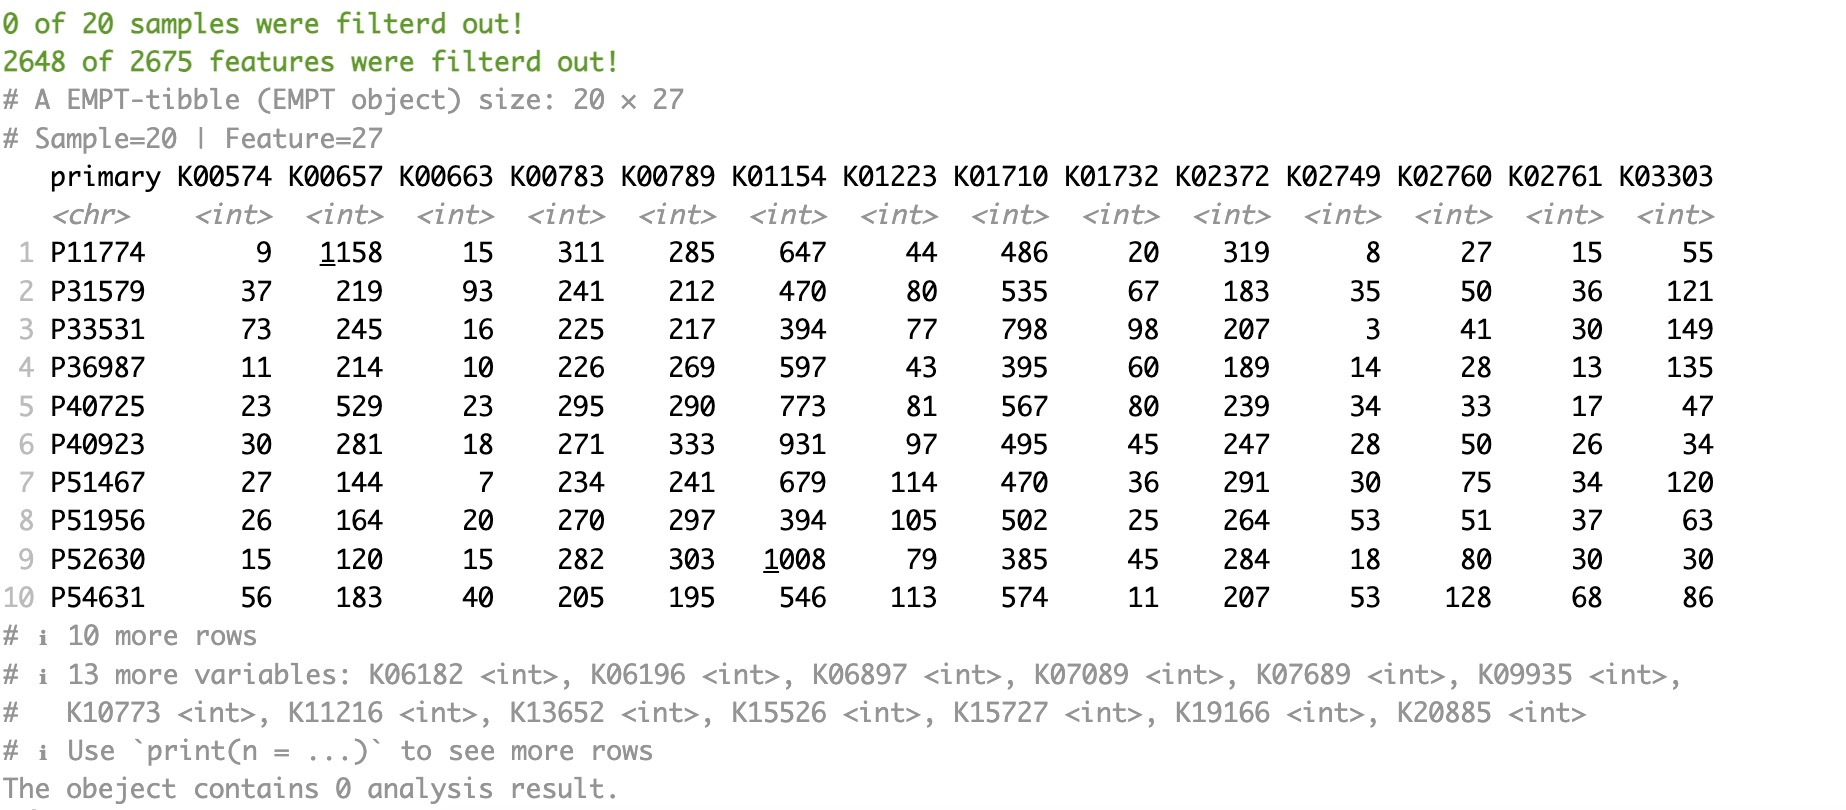 0 of 20 samples were filterd out!
2648 of 2675 features were filterd out!
# A EMPT-tibble (EMPT object) size: 20 × 27
# Sample=20 | Feature=27
primary K00574 K00657 K00663 K00783 K00789 K01154 K01223 K01710 K01732 K02372 K02749 K02760 K02761 K03303
<chr> <int> <int> <int> <int> <int> <int> <int> <int> <int> <int> <int> <int> <int> <int>
1 P11774 9 1158 15 311 285 647 44 486 20 319 8 27 15 55
2 P31579 37 219 93 241 212 470 80 535 67 183 35 50 36 121
3 P33531 73 245 16 225 217 394 77 798 98 207 3 41 30 149
4 P36987 11 214 10 226 269 597 43 395 60 189 14 28 13 135
5 P40725 23 529 23 295 290 773 81 567 80 239 34 33 17 47
6 P40923 30 281 18 271 333 931 97 495 45 247 28 50 26 34
7 P51467 27 144 7 234 241 679 114 470 36 291 30 75 34 120
8 P51956 26 164 20 270 297 394 105 502 25 264 53 51 37 63
9 P52630 15 120 15 282 303 1008 79 385 45 284 18 80 30 30
10 P54631 56 183 40 205 195 546 113 574 11 207 53 128 68 86
# ℹ 10 more rows
# ℹ 13 more variables: K06182 <int>, K06196 <int>, K06897 <int>, K07089 <int>, K07689 <int>, K09935 <int>,
# K10773 <int>, K11216 <int>, K13652 <int>, K15526 <int>, K15727 <int>, K19166 <int>, K20885 <int>
# ℹ Use `print(n = ...)` to see more rows
The obeject contains 0 analysis result.